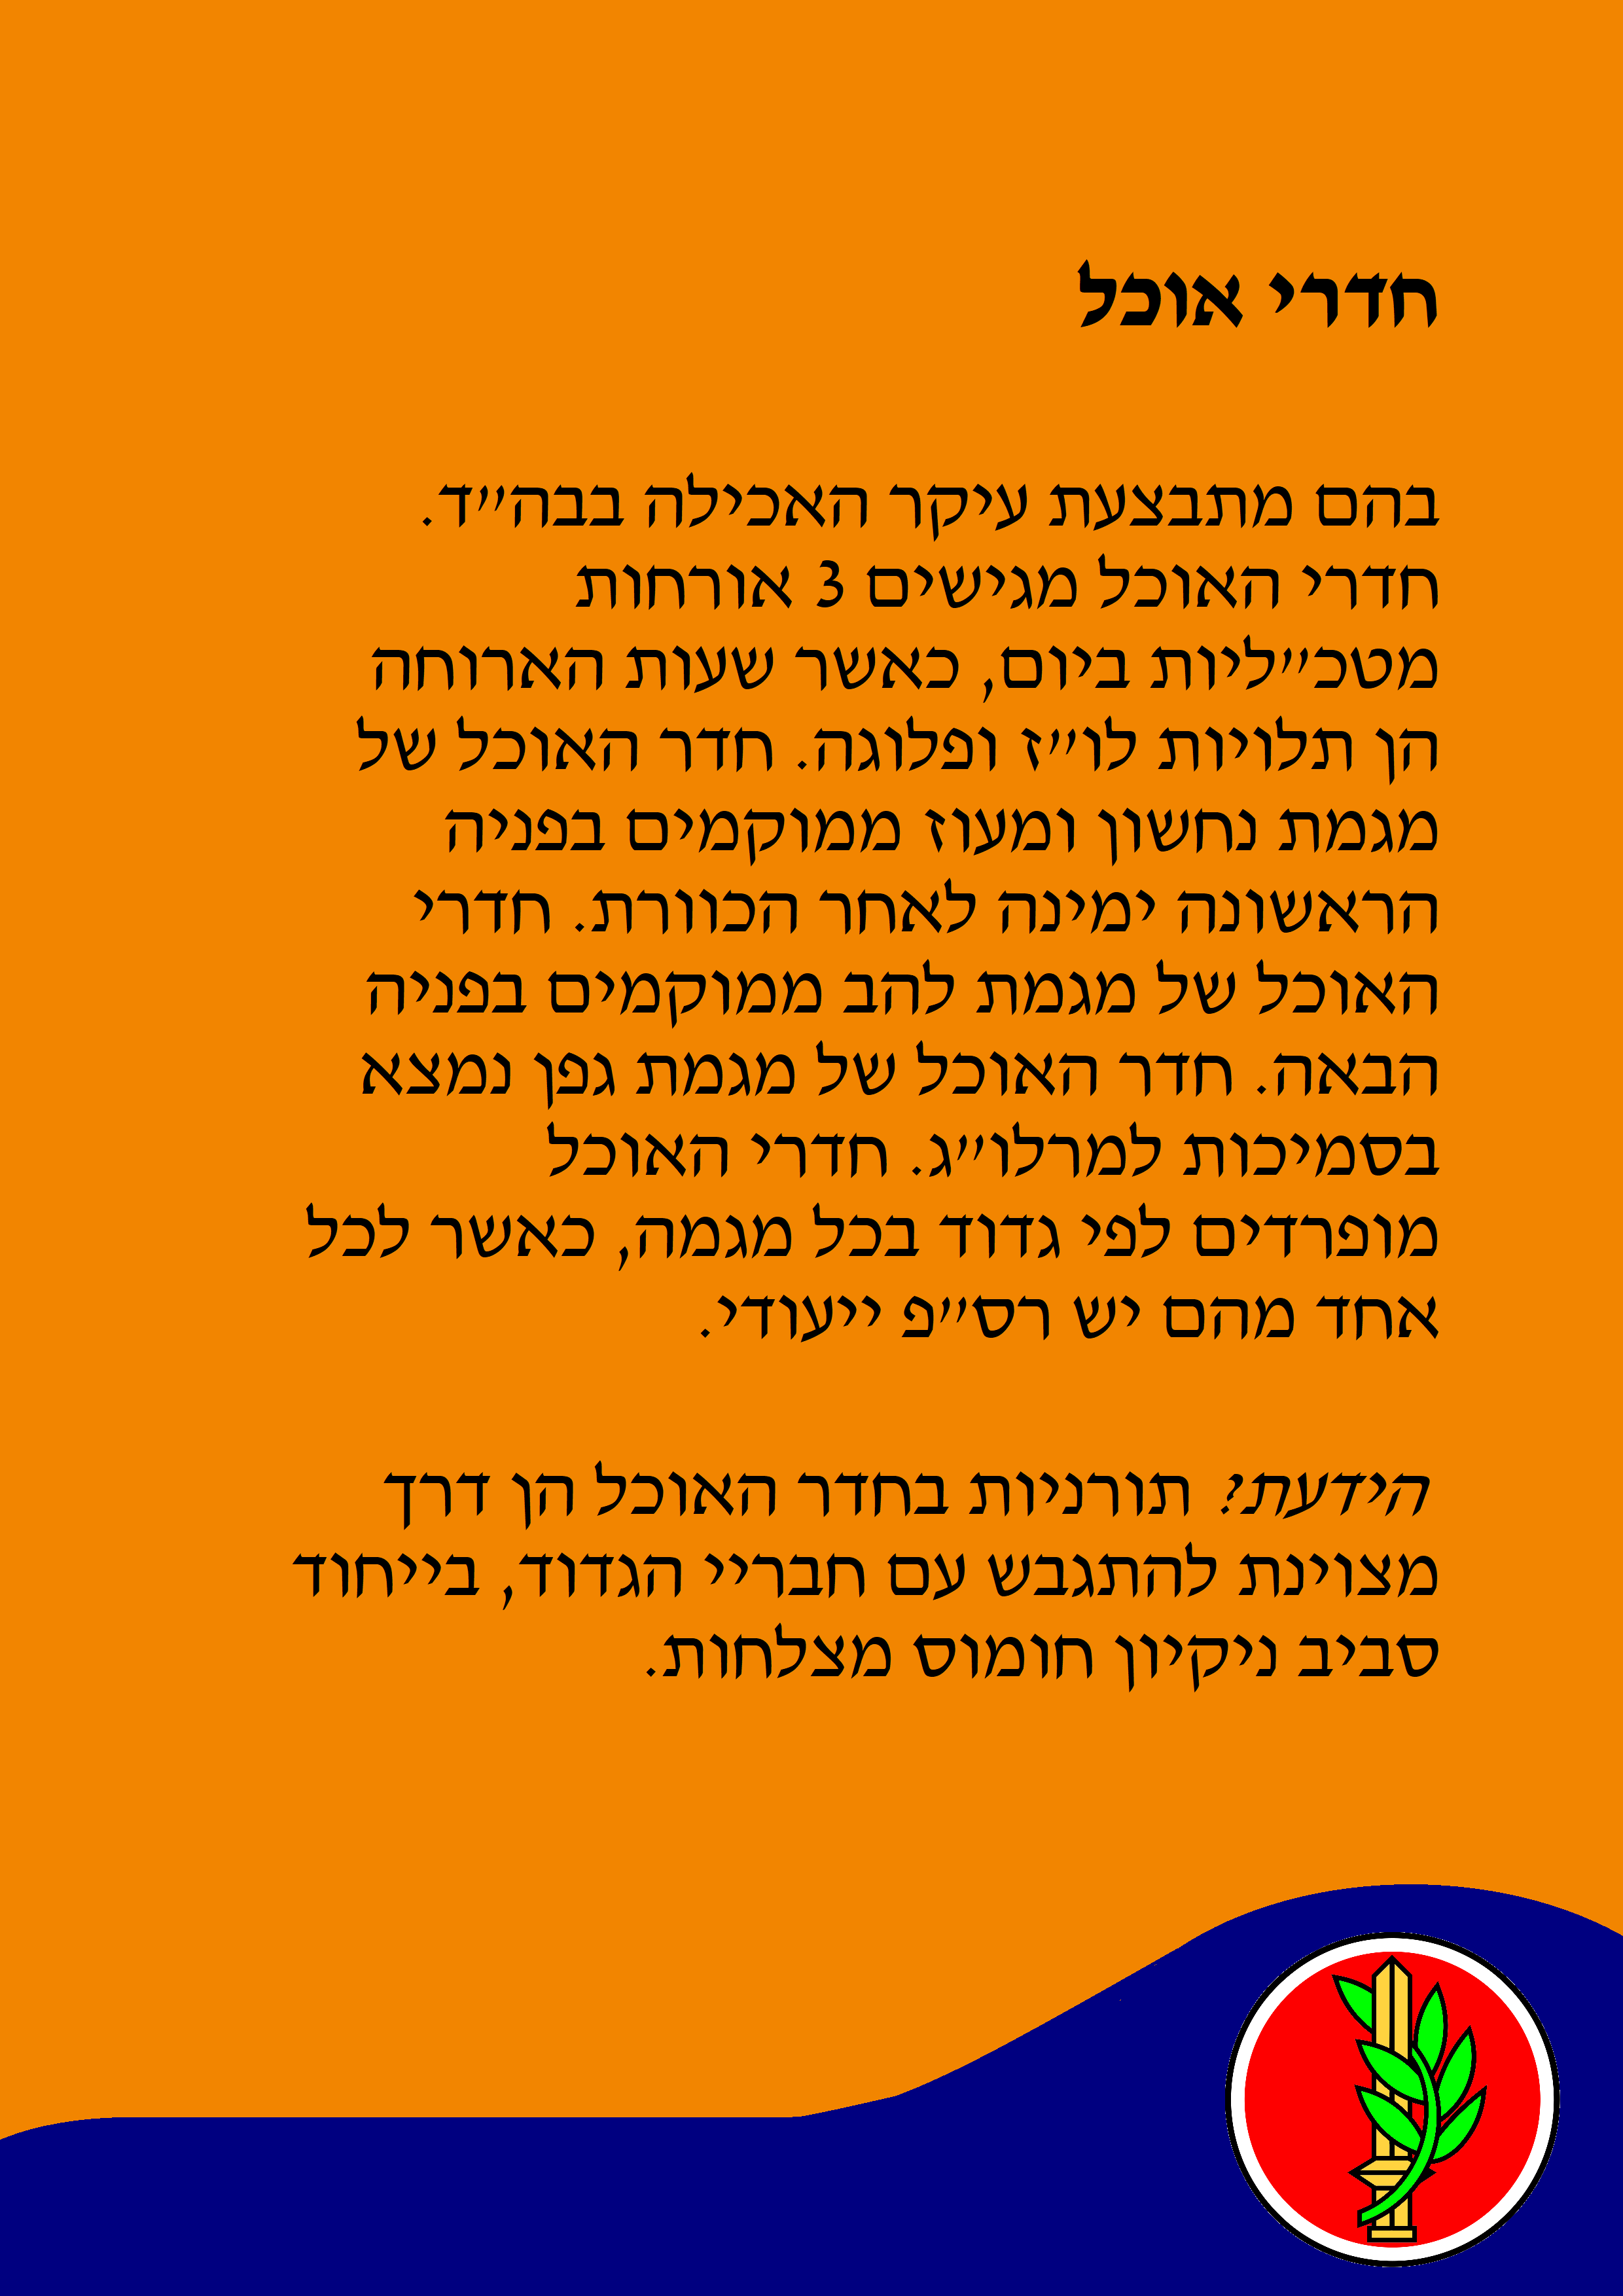 חדרי אוכל
בהם מתבצעת עיקר האכילה בבה״ד.
חדרי האוכל מגישים 3 אורחות
מטכ״ליות ביום, כאשר שעות הארוחה
הן תלויות לו״ז ופלוגה. חדר האוכל של
מגמת נחשון ומעוז ממוקמים בפניה
הראשונה ימינה לאחר הכוורת. חדרי
האוכל של מגמת להב ממוקמים בפניה
הבאה. חדר האוכל של מגמת גפן נמצא
בסמיכות למרלו״ג. חדרי האוכל
מופרדים לפי גדוד בכל מגמה, כאשר לכל
אחד מהם יש רס״פ ייעודי.
הידעת? תורניות בחדר האוכל הן דרך
מצוינת להתגבש עם חבריי הגדוד, בייחוד
סביב ניקיון חומוס מצלחות.